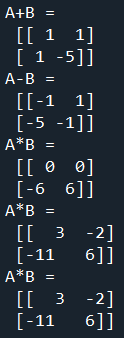 A+B =
[[ 1  1]
[ 1 -5]]
A-B =
[[-1  1]
[-5 -1]]
A*B =
[[ 0  0]
[-6  6]]
A*B =
[[  3  -2]
[-11   6]]
A*B =
[[  3  -2]
[-11   6]]